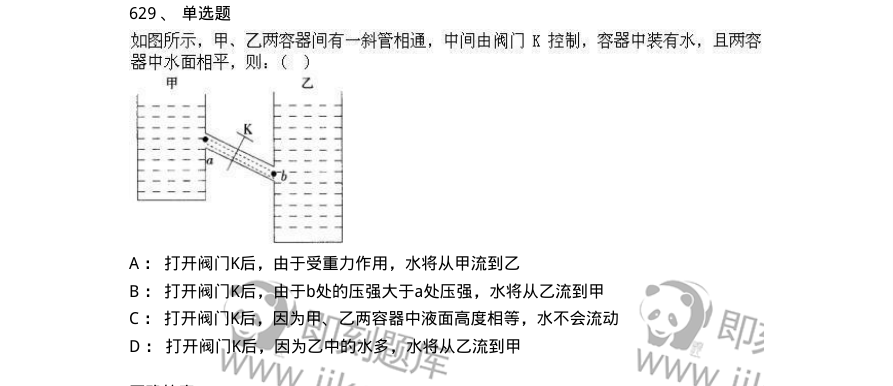 629 、 单选题
如图所示，甲、乙两容器间有一斜管相通，中间由阀门 K 控制，容器中装有水，且两容
器中水面相平，则：（ ）
甲 乙
K
a
b
A ： 打开阀门K后，由于受重力作用，水将从甲流到乙
B ： 打开阀门K后，由于b处的压强大于a处压强，水将从乙流到甲
C ： 打开阀门K后，因为甲、乙两容器中液面高度相等，水不会流动
D ： 打开阀门K后，因为乙中的水多，水将从乙流到甲
即刻题库